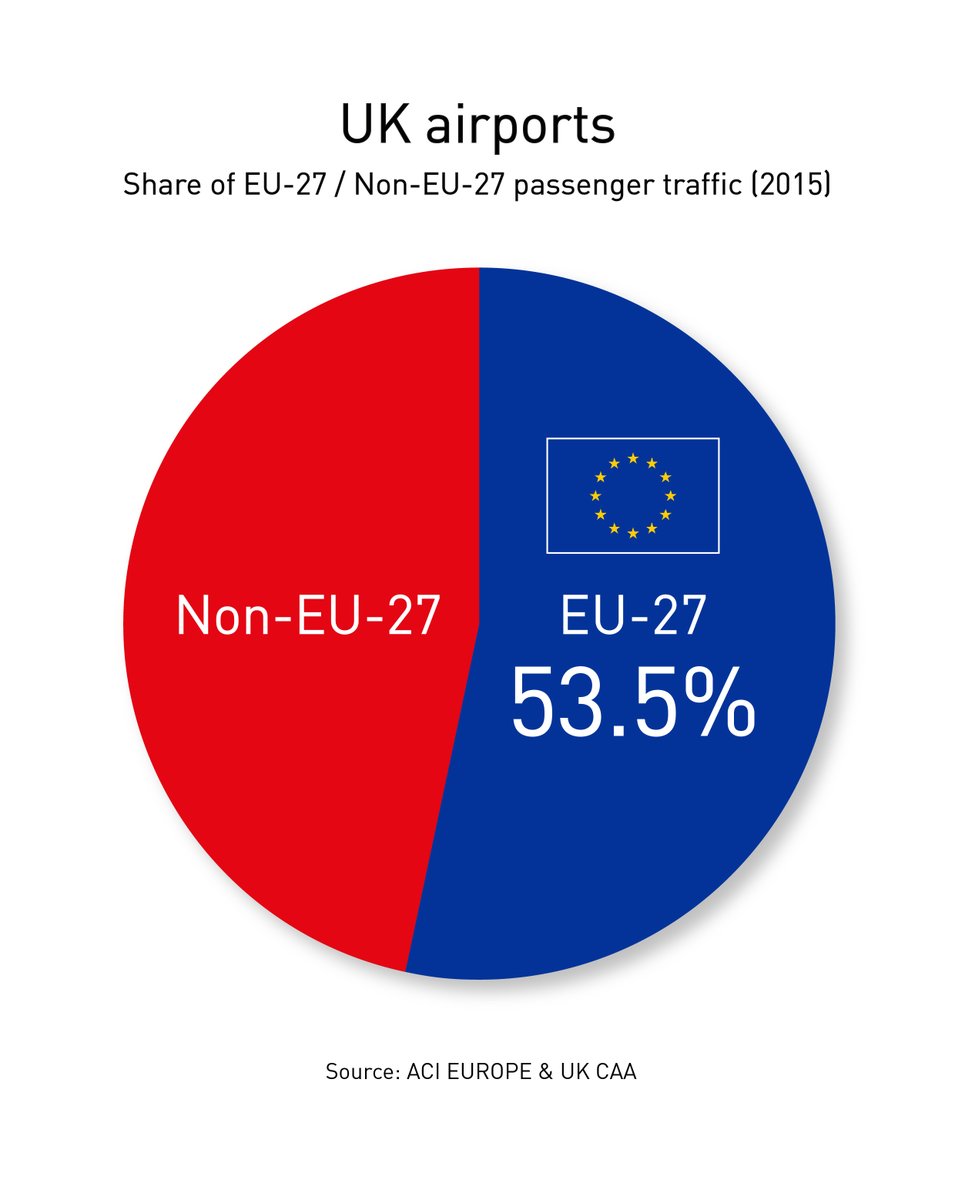 UK airports
Share of EU-27 / Non-EU-27 passenger traffic (2015)
Non-EU-27
EU-27
53.5%
Source: ACI EUROPE & UK CAA